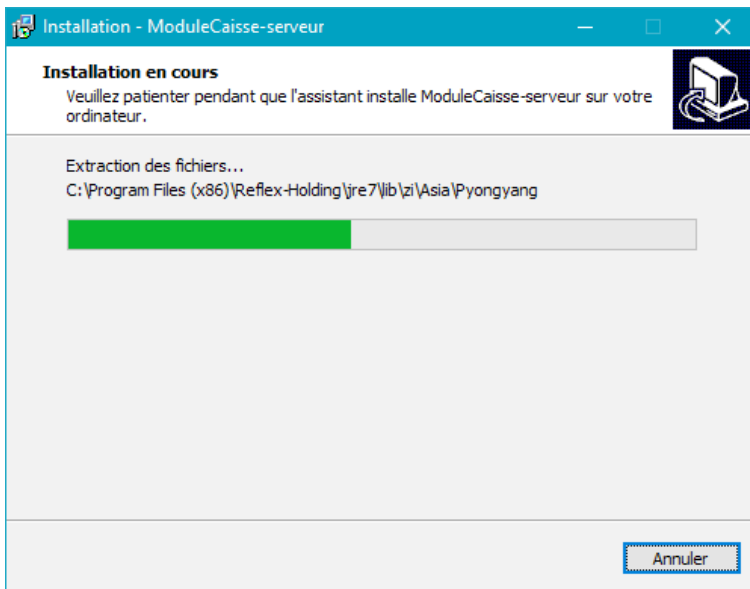 Installation - ModuleCaisse-serveur
Installation en cours
Veuillez patienter pendant que l'assistant installe ModuleCaisse-serveur sur votre
ordinateur.
Extraction des fichiers...
C:\Program Files (x86)\Reflex-Holding\jre7\lib\zi\Asia\Pyongyang
Annuler